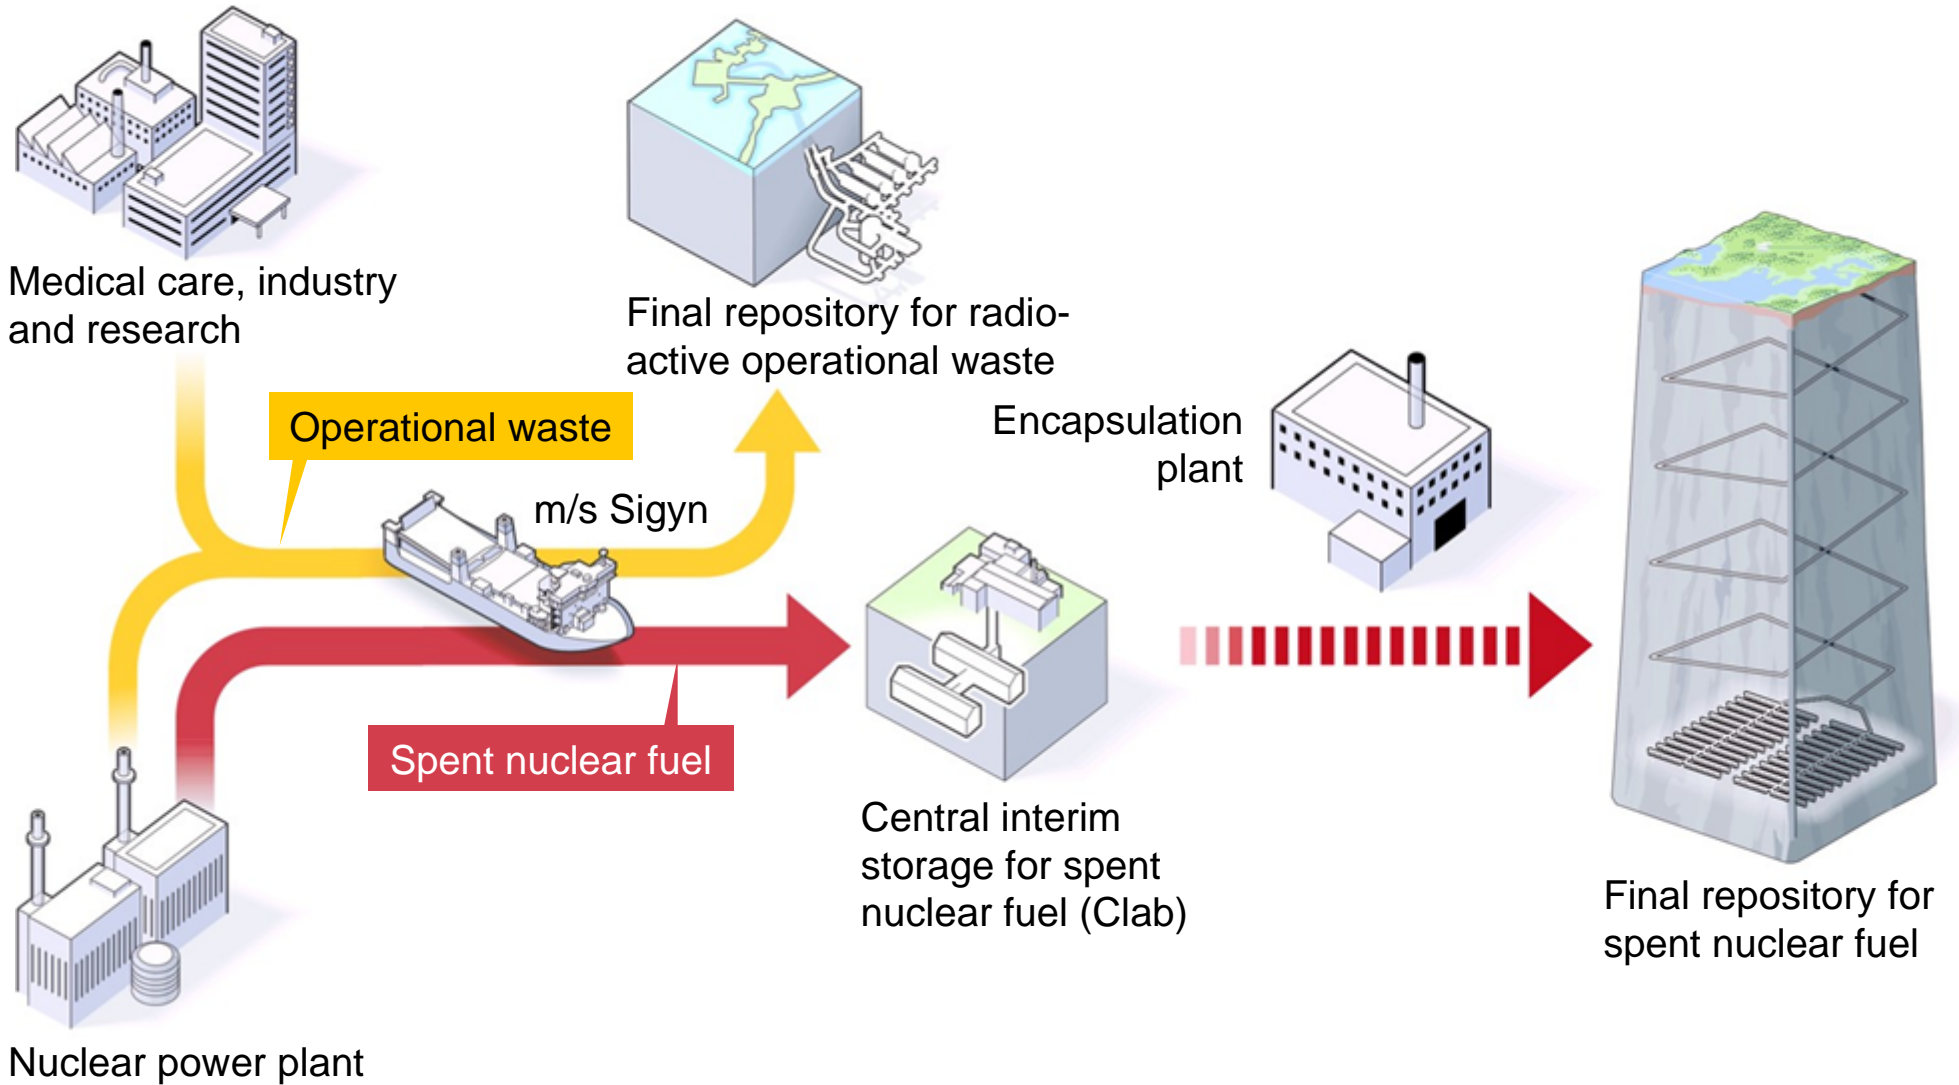 Medical care, industry
and research
Final repository for radio-
active operational waste
Operational waste
m/s Sigyn
Encapsulation
plant
Spent nuclear fuel
Central interim
storage for spent
nuclear fuel (Clab)
Final repository for
spent nuclear fuel
Nuclear power plant